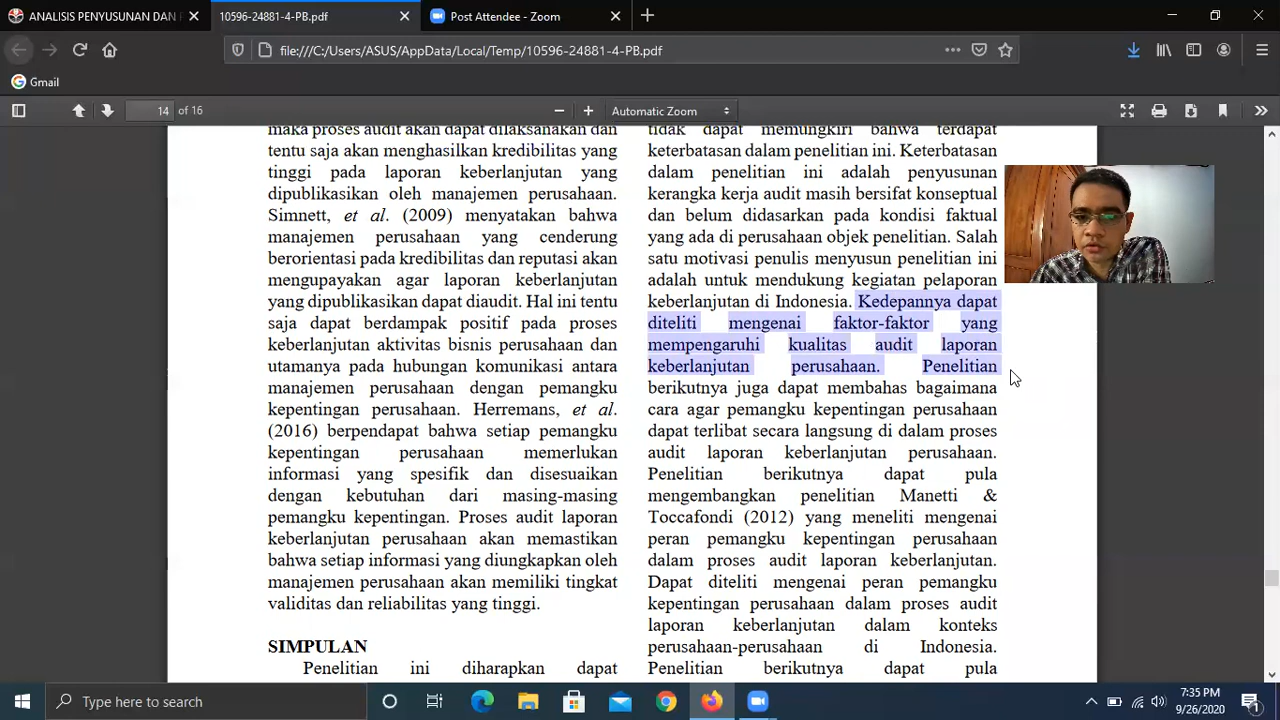 ANALISIS PENYUSUNAN DAN
10596-24881-4-PB.pdf
Post Attendee - Zoom
file:///C:/Users/ASUS/AppData/Local/Temp/10596-24881-4-PB.pdf
Gmail
14 of 16
Automatic Zoom
maka proses audit akan dapat dilaksanakan dan
tentu saja akan menghasilkan kredibilitas yang
tinggi pada laporan keberlanjutan yang
dipublikasikan oleh manajemen perusahaan.
Simnett, et al. (2009) menyatakan bahwa
manajemen perusahaan yang cenderung
berorientasi pada kredibilitas dan reputasi akan
mengupayakan agar laporan keberlanjutan
yang dipublikasikan dapat diaudit. Hal ini tentu
saja dapat berdampak positif pada proses
keberlanjutan aktivitas bisnis perusahaan dan
utamanya pada hubungan komunikasi antara
manajemen perusahaan dengan pemangku
kepentingan perusahaan. Herremans, et al.
(2016) berpendapat bahwa setiap pemangku
kepentingan perusahaan memerlukan
informasi yang spesifik dan disesuaikan
dengan kebutuhan dari masing-masing
pemangku kepentingan. Proses audit laporan
keberlanjutan perusahaan akan memastikan
bahwa setiap informasi yang diungkapkan oleh
manajemen perusahaan akan memiliki tingkat
validitas dan reliabilitas yang tinggi.
SIMPULAN
Penelitian ini diharapkan dapat
tidak dapat memungkiri bahwa terdapat
keterbatasan dalam penelitian ini. Keterbatasan
dalam penelitian ini adalah penyusunan
kerangka kerja audit masih bersifat konseptual
dan belum didasarkan pada kondisi faktual
yang ada di perusahaan objek penelitian. Salah
satu motivasi penulis menyusun penelitian ini
adalah untuk mendukung kegiatan pelaporan
keberlanjutan di Indonesia. Kedepannya dapat
diteliti mengenai faktor-faktor yang
mempengaruhi kualitas audit laporan
keberlanjutan perusahaan. Penelitian
berikutnya juga dapat membahas bagaimana
cara agar pemangku kepentingan perusahaan
dapat terlibat secara langsung di dalam proses
audit laporan keberlanjutan perusahaan.
Penelitian berikutnya dapat pula
mengembangkan penelitian Manetti &
Toccafondi (2012) yang meneliti mengenai
peran pemangku kepentingan perusahaan
dalam proses audit laporan keberlanjutan.
Dapat diteliti mengenai peran pemangku
kepentingan perusahaan dalam proses audit
laporan keberlanjutan dalam konteks
perusahaan-perusahaan di Indonesia.
Penelitian berikutnya dapat pula
Type here to search
7:35 PM
9/26/2020
1